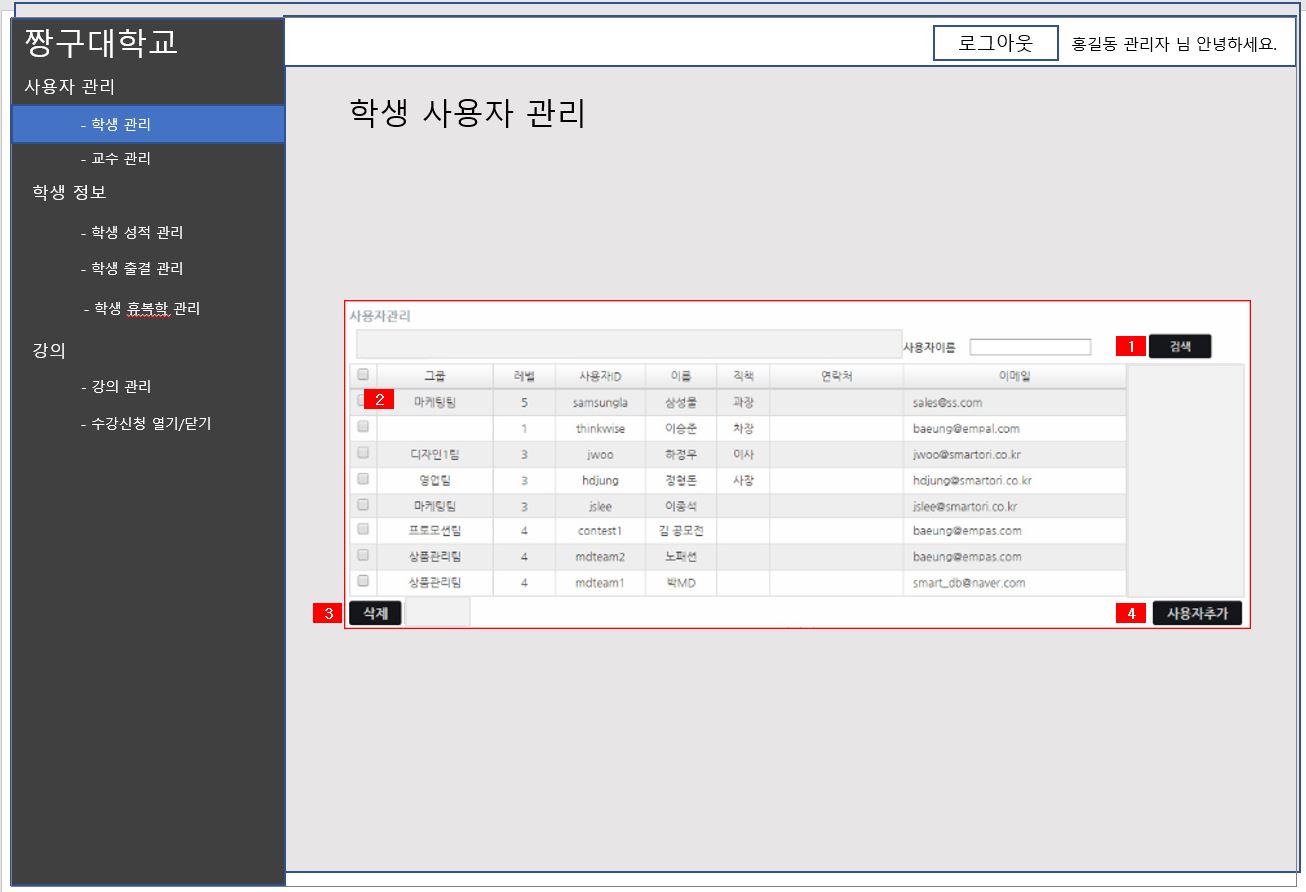 짱구대학교
로그아웃 홍길동 관리자 님 안녕하세요.
사용자 관리
- 학생 관리
- 교수 관리
학생 정보
- 학생 성적 관리
- 학생 출결 관리
- 학생 휴복학 관리
강의
- 강의 관리
- 수강신청 열기/닫기
학생 사용자 관리
사용자관리
사용자이름 1 검색
그룹 레벨 사용자ID 이름 직책 연락처 이메일
2 마케팅팀 5 samsungla 삼성물 과장 sales@ss.com
1 thinkwise 이승준 차장 baeung@empal.com
디자인1팀 3 jwoo 하정우 이사 jwoo@smartori.co.kr
영업팀 3 hdjung 정형돈 사장 hdjung@smartori.co.kr
마케팅팀 3 jslee 이종석 jslee@smartori.co.kr
프로모션팀 4 contest1 김 공모전 baeung@empas.com
상품관리팀 4 mdteam2 노패션 baeung@empas.com
상품관리팀 4 mdteam1 박MD smart_db@naver.com
3 삭제 4 사용자추가